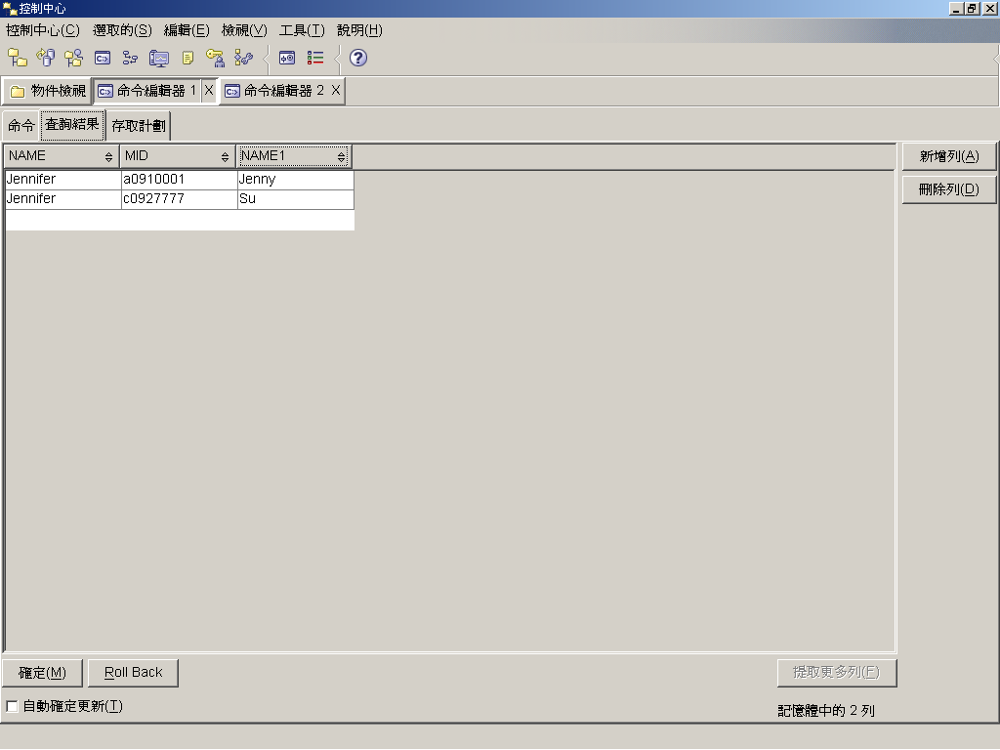 控制中心
控制中心(C) 選取的(S) 編輯(E) 檢視(V) 工具(T) 說明(H)
物件檢視 命令編輯器 1 X 命令編輯器 2 X
命令 查詢結果 存取計劃
NAME MID NAME1 新增列(A)
Jennifer a0910001 Jenny
Jennifer c0927777 Su 刪除列(D)
確定(M) Roll Back 提取更多列(F)
自動確定更新(T) 記憶體中的 2 列